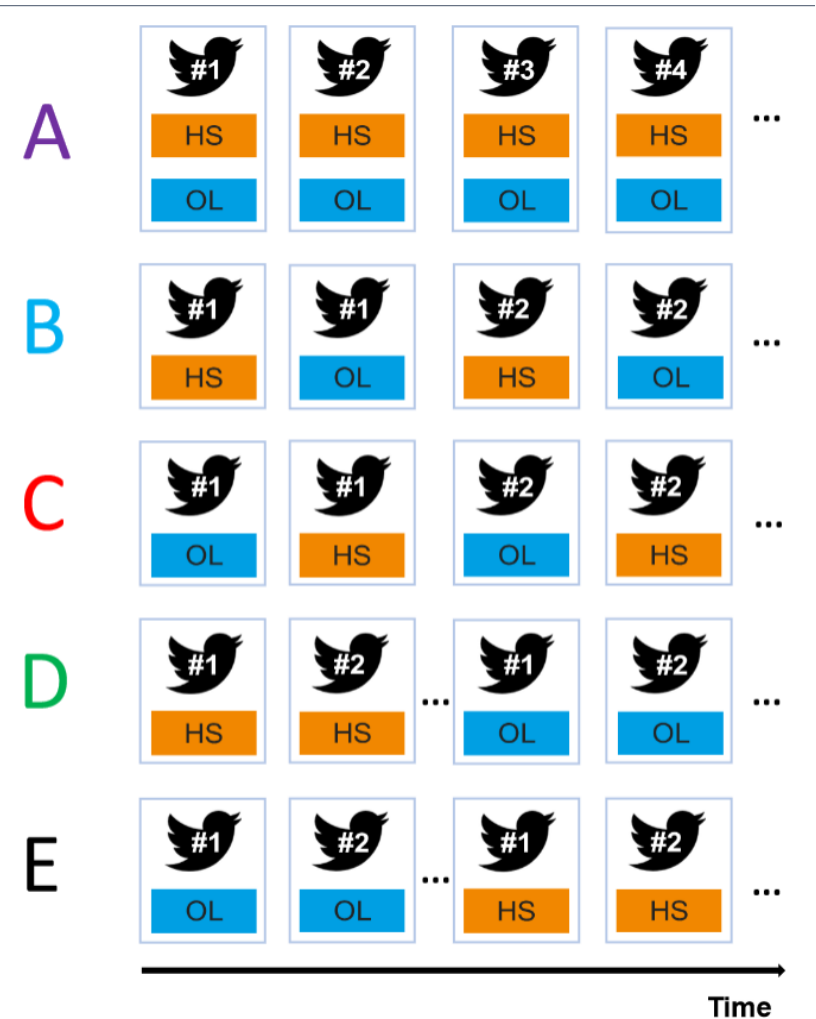 #1 #2 #3 #4
A HS HS HS HS ...
OL OL OL OL
#1 #1 #2 #2
B ...
HS OL HS OL
#1 #1 #2 #2
C ...
OL HS OL HS
#1 #2 #1 #2
D ... ...
HS HS OL OL
#1 #2 #1 #2
E ... ...
OL OL HS HS
Time